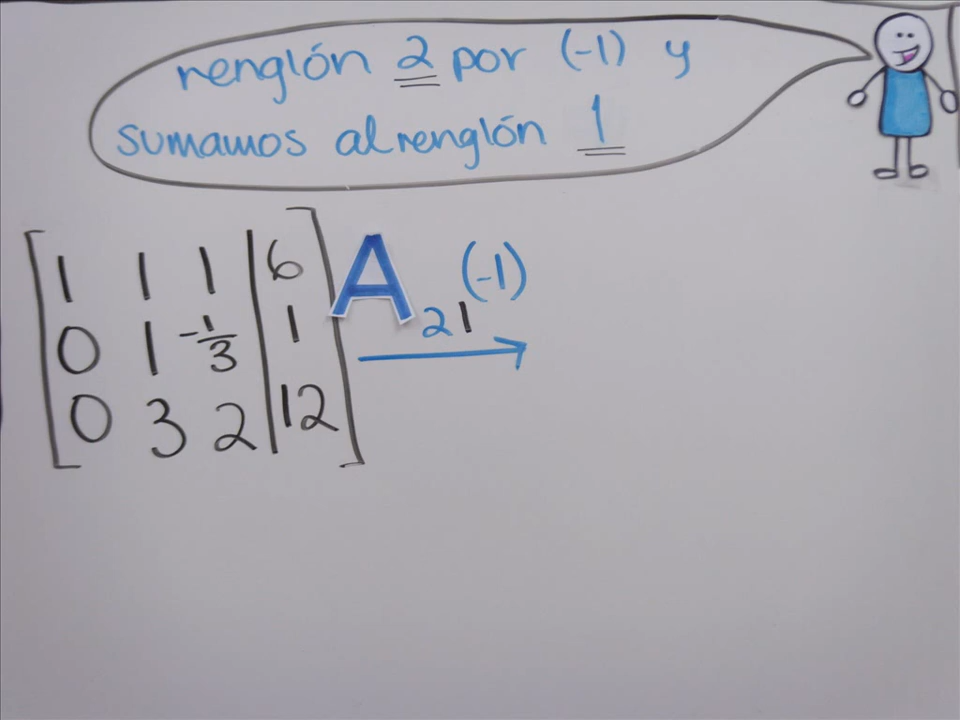 renglón 2 por (-1) y
sumamos al renglón 1
1 1 1 | 6
0 1 -1/3 | 1
0 3 2 | 12
A 21 (-1)